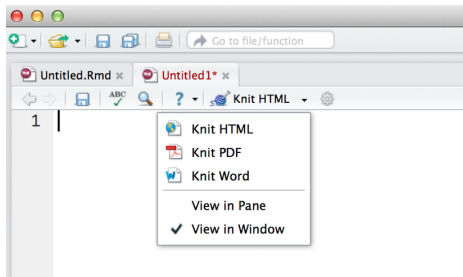 Go to file/function
Untitled.Rmd × Untitled1* ×
ABC ? Knit HTML
1
Knit HTML
Knit PDF
Knit Word
View in Pane
View in Window